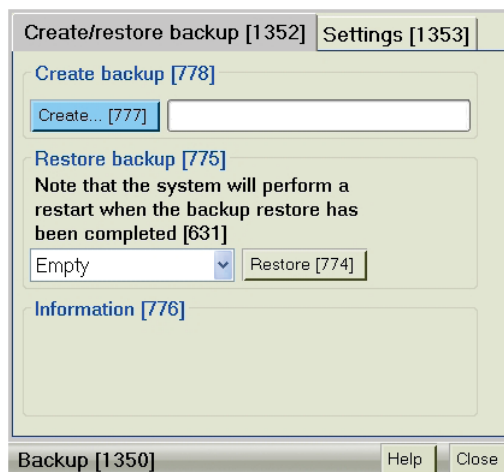 Create/restore backup [1352] Settings [1353]
Create backup [778]
Create... [777]
Restore backup [775]
Note that the system will perform a
restart when the backup restore has
been completed [631]
Empty Restore [774]
Information [776]
Backup [1350] Help Close